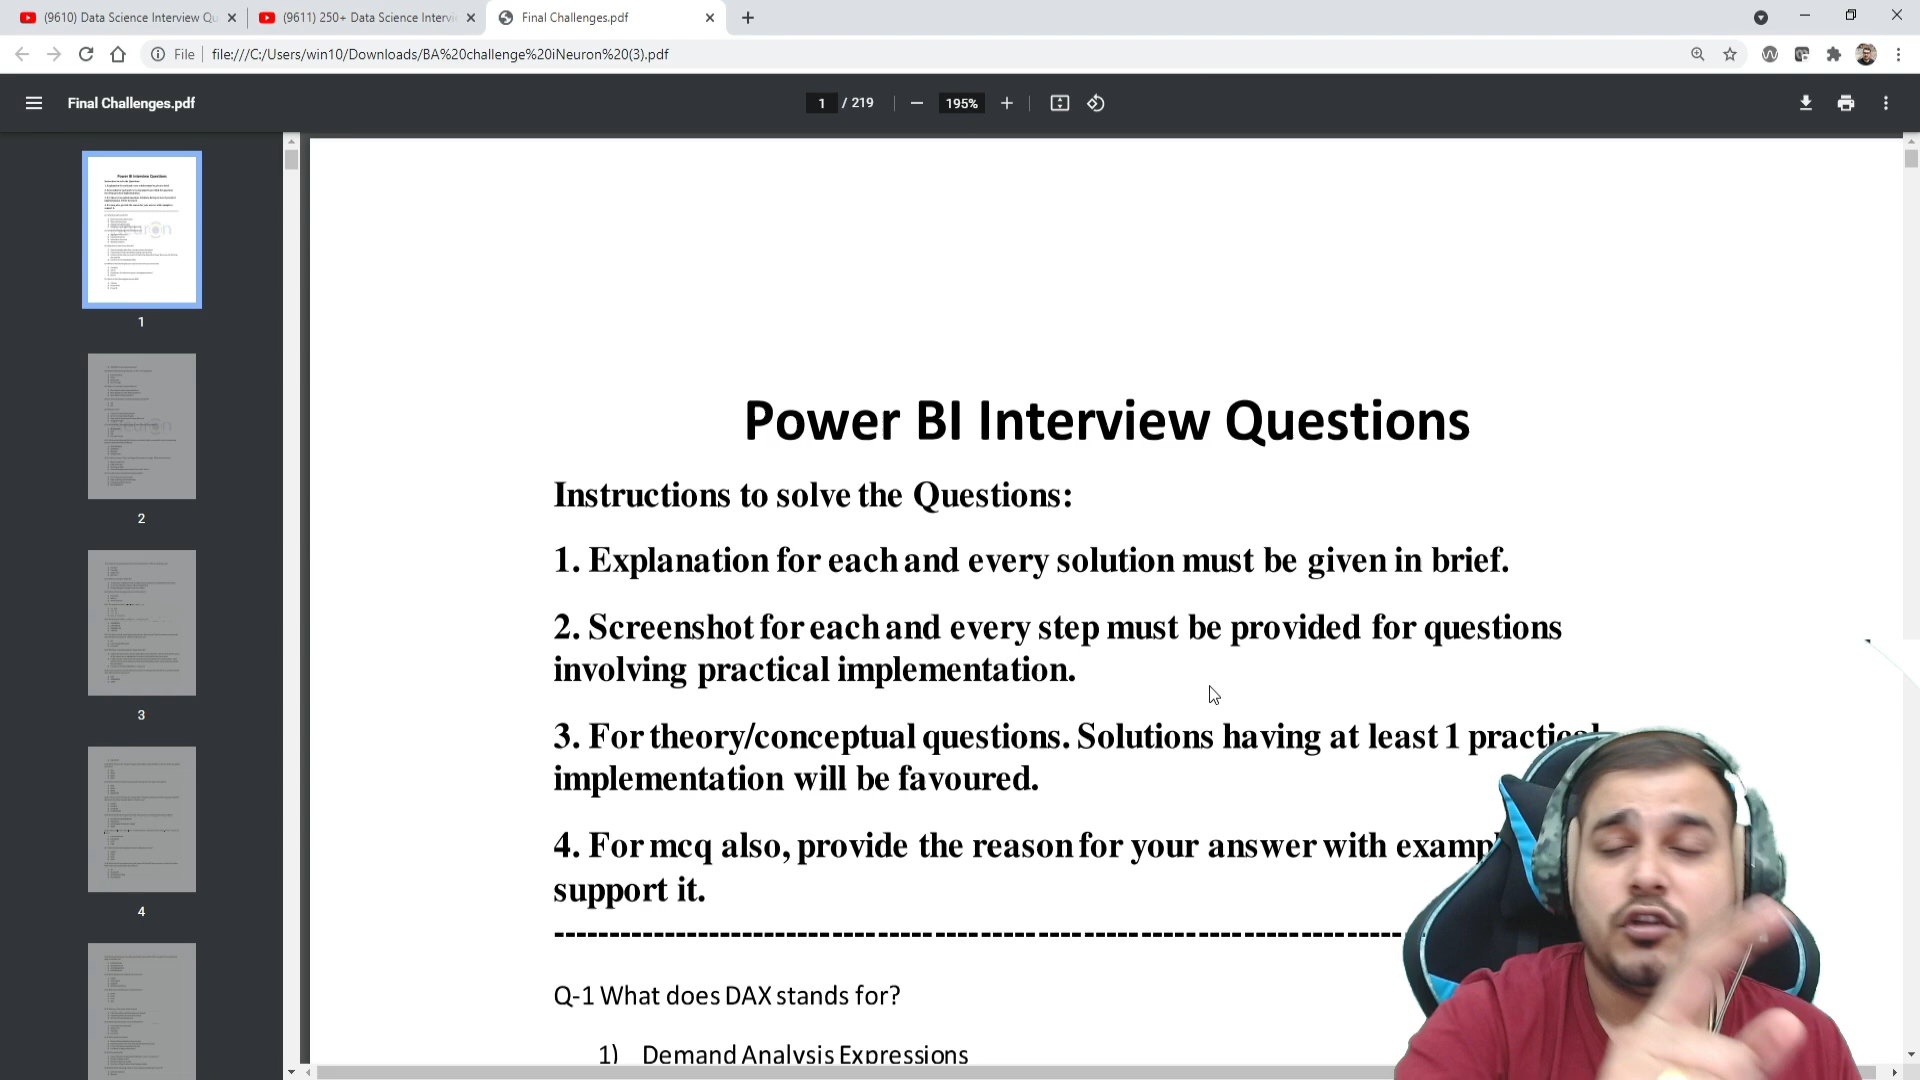 (9610) Data Science Interview Qu
(9611) 250+ Data Science Intervi
Final Challenges.pdf
File
file:///C:/Users/win10/Downloads/BA%20challenge%20iNeuron%20(3).pdf
Final Challenges.pdf
1 / 219
195%
Power BI Interview Questions
Instructions to solve the Questions:
1. Explanation for each and every solution must be given in brief.
2. Screenshot for each and every step must be provided for questions
involving practical implementation.
3. For theory/conceptual questions. Solutions having at least 1 practical
implementation will be favoured.
4. For mcq also, provide the reason for your answer with examp
support it.
Q-1 What does DAX stands for?
1) Demand Analysis Expressions
1
2
3
4